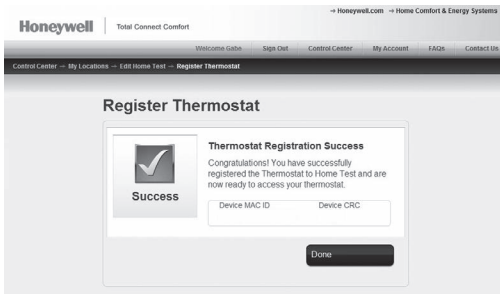 → Honeywell.com → Home Comfort & Energy Systems
Honeywell | Total Connect Comfort
Welcome Gabe Sign Out Control Center My Account FAQs Contact Us
Control Center → My Locations → Edit Home Test → Register Thermostat
Register Thermostat
Success
Thermostat Registration Success
Congratulations! You have successfully
registered the Thermostat to Home Test and are
now ready to access your thermostat.
Device MAC ID Device CRC
Done